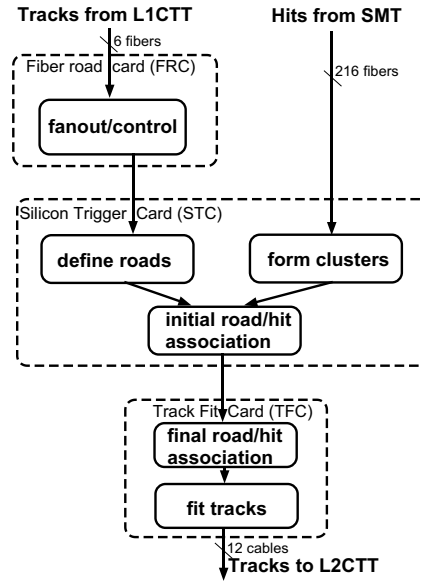 Tracks from L1CTT
Hits from SMT
6 fibers
Fiber road card (FRC)
216 fibers
fanout/control
Silicon Trigger Card (STC)
define roads
form clusters
initial road/hit
association
Track Fit Card (TFC)
final road/hit
association
fit tracks
12 cables
Tracks to L2CTT